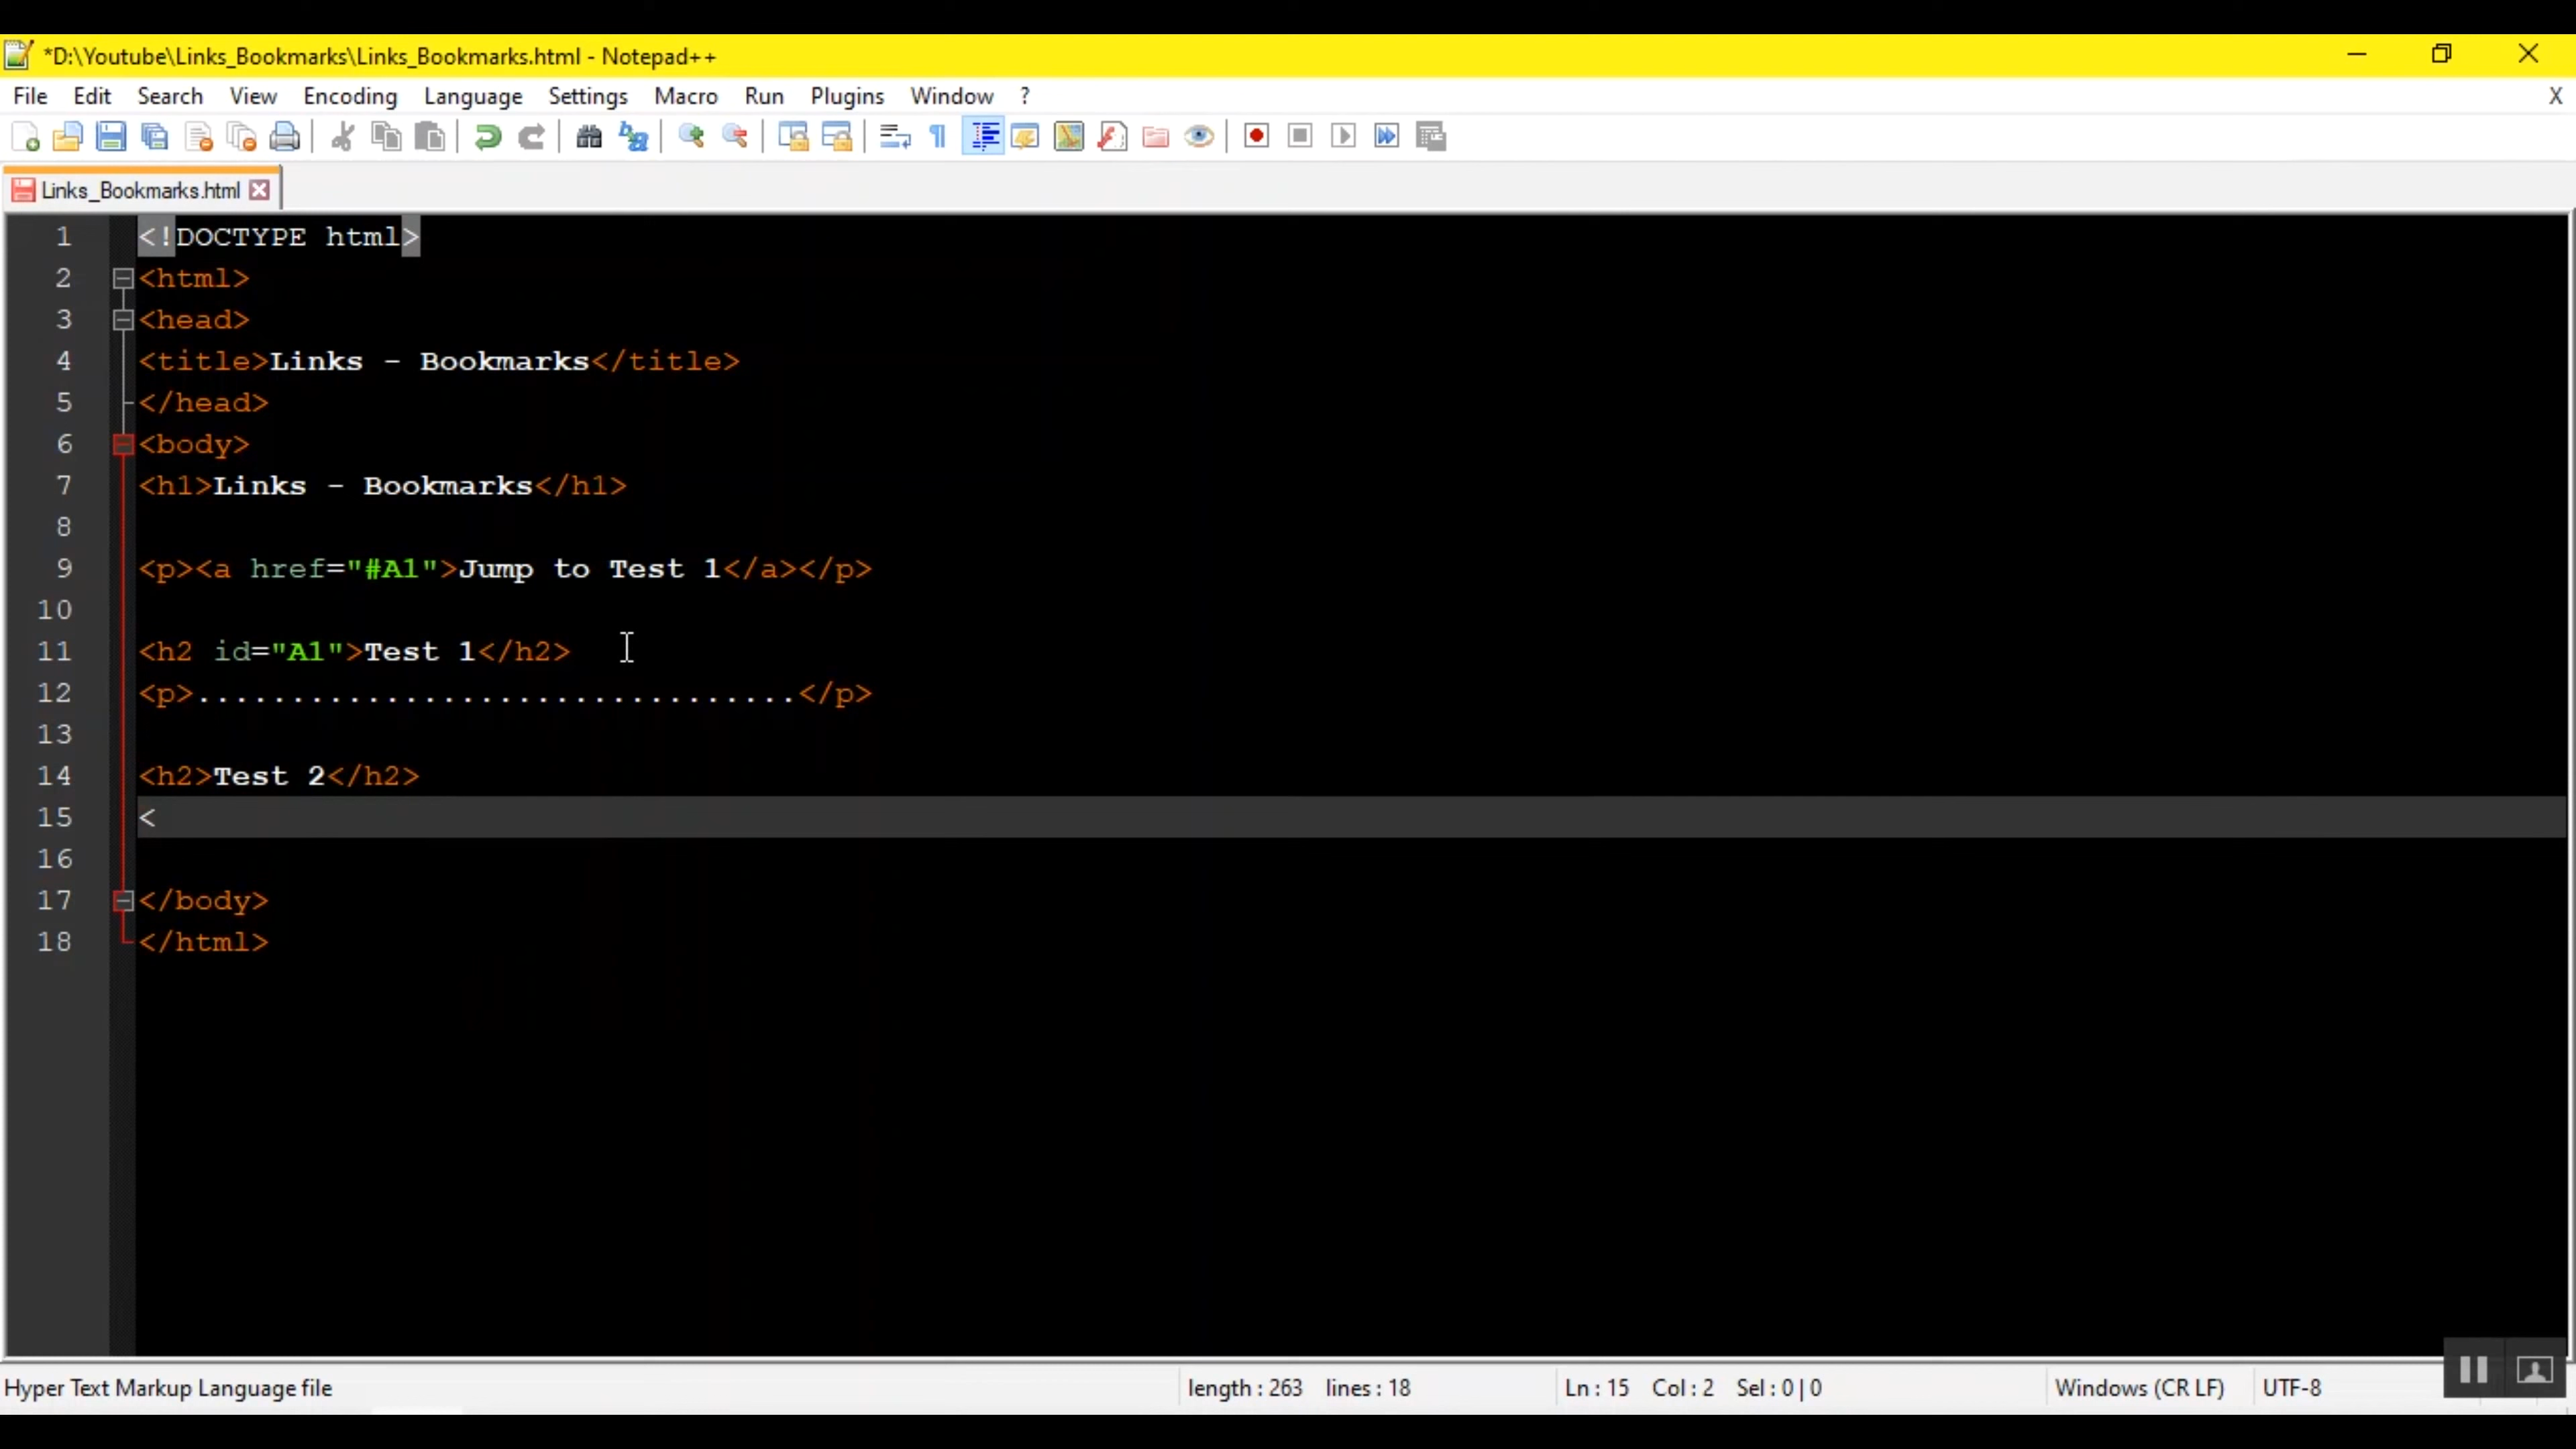 *D:\Youtube\Links_Bookmarks\Links_Bookmarks.html - Notepad++
File Edit Search View Encoding Language Settings Macro Run Plugins Window ? X
Links_Bookmarks.html
1 <!DOCTYPE html>
2 <html>
3 <head>
4 <title>Links - Bookmarks</title>
5 </head>
6 <body>
7 <h1>Links - Bookmarks</h1>
8
9 <p><a href="#A1">Jump to Test 1</a></p>
10
11 <h2 id="A1">Test 1</h2>
12 <p>................................</p>
13
14 <h2>Test 2</h2>
15 <
16
17 </body>
18 </html>
Hyper Text Markup Language file length : 263 lines : 18 Ln : 15 Col : 2 Sel : 0 | 0 Windows (CR LF) UTF-8